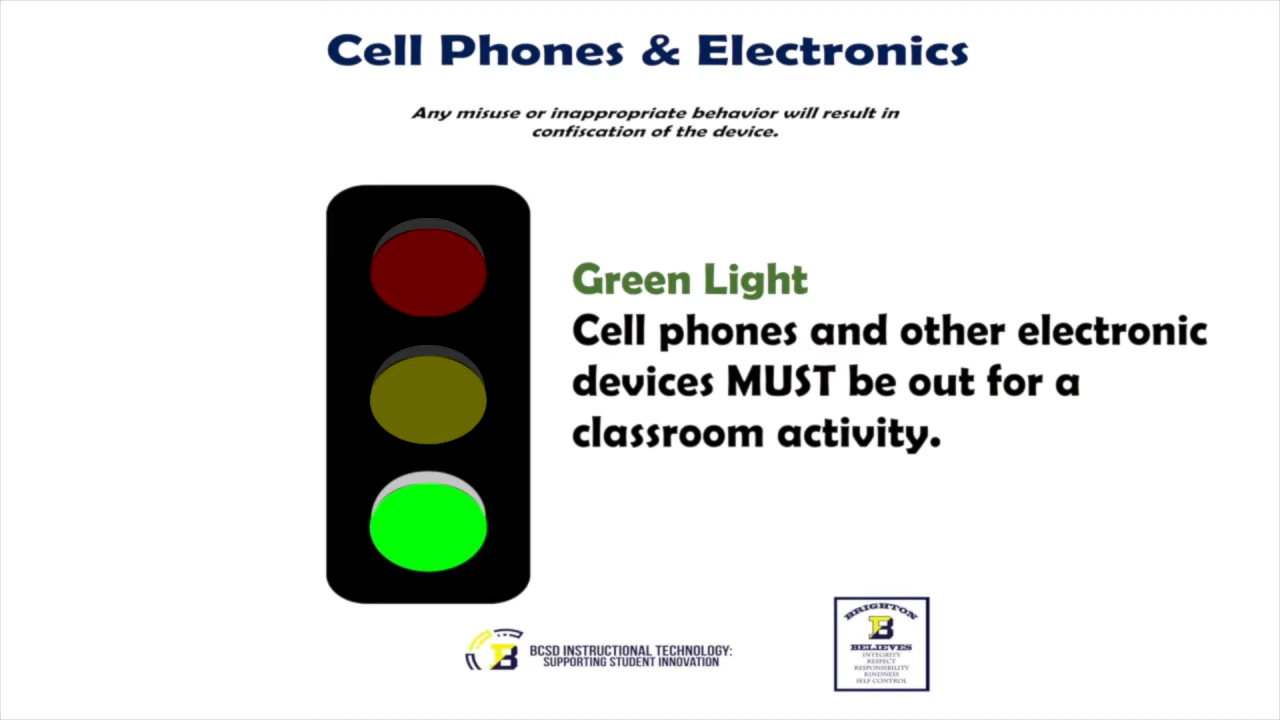 Cell Phones & Electronics
Any misuse or inappropriate behavior will result in
confiscation of the device.
Green Light
Cell phones and other electronic
devices MUST be out for a
classroom activity.
B
BCSD INSTRUCTIONAL TECHNOLOGY:
SUPPORTING STUDENT INNOVATION
BRIGHTON
B
BELIEVES
INTEGRITY
RESPECT
RESPONSIBILITY
KINDNESS
SELF CONTROL